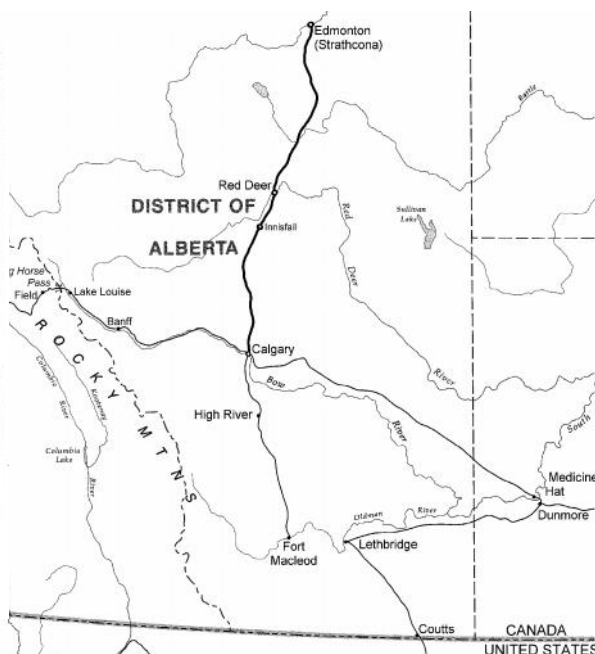 Edmonton
(Strathcona)
Battle
Red Deer
DISTRICT OF
ALBERTA
Innisfail
Red
Deer
River
Sullivan
Lake
g Horse
Pass
Field
Lake Louise
Banff
Calgary
ROCKY MTNS
Columbia
River
Kootenay
River
Columbia
Lake
Bow
River
High River
South
Medicine
Hat
Dunmore
Oldman River
Fort
Macleod
Lethbridge
Coutts
CANADA
UNITED STATES